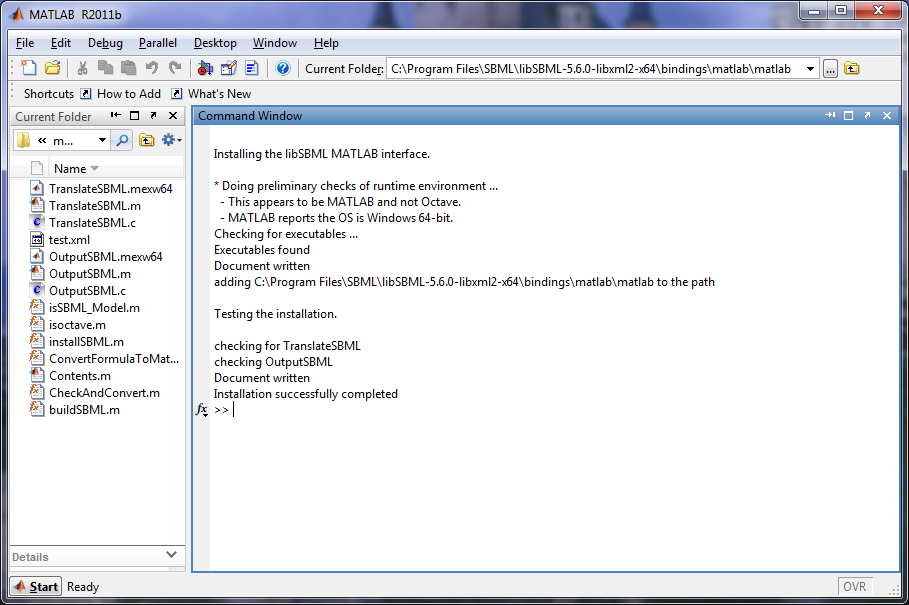 MATLAB R2011b
File Edit Debug Parallel Desktop Window Help
Current Folder: C:\Program Files\SBML\libSBML-5.6.0-libxml2-x64\bindings\matlab\matlab ...
Shortcuts How to Add What's New
Current Folder
« m...
Name
TranslateSBML.mexw64
TranslateSBML.m
TranslateSBML.c
test.xml
OutputSBML.mexw64
OutputSBML.m
OutputSBML.c
isSBML_Model.m
isoctave.m
installSBML.m
ConvertFormulaToMat...
Contents.m
CheckAndConvert.m
buildSBML.m
Details
Command Window
Installing the libSBML MATLAB interface.
* Doing preliminary checks of runtime environment ...
- This appears to be MATLAB and not Octave.
- MATLAB reports the OS is Windows 64-bit.
Checking for executables ...
Executables found
Document written
adding C:\Program Files\SBML\libSBML-5.6.0-libxml2-x64\bindings\matlab\matlab to the path
Testing the installation.
checking for TranslateSBML
checking OutputSBML
Document written
Installation successfully completed
fx >>
Start Ready OVR